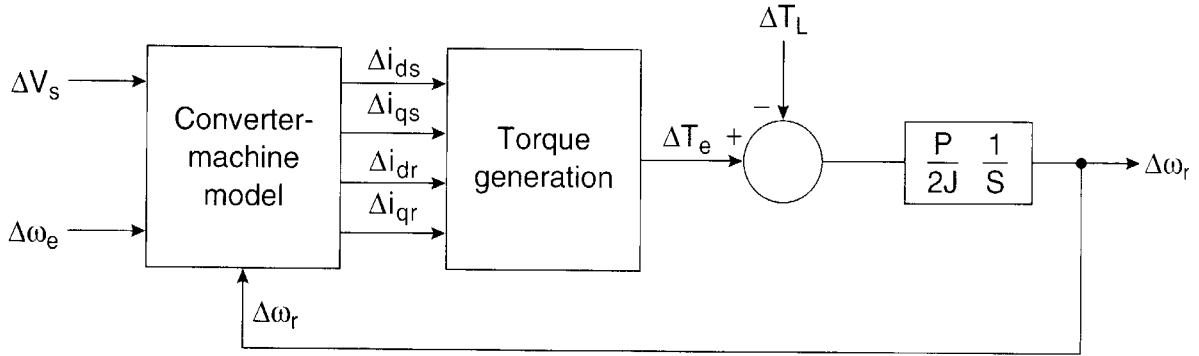 ΔT_L
ΔV_s
Δω_e
Converter-
machine
model
Δi_ds
Δi_qs
Δi_dr
Δi_qr
Torque
generation
ΔT_e
+
−
P
2J
1
S
Δω_r
Δω_r